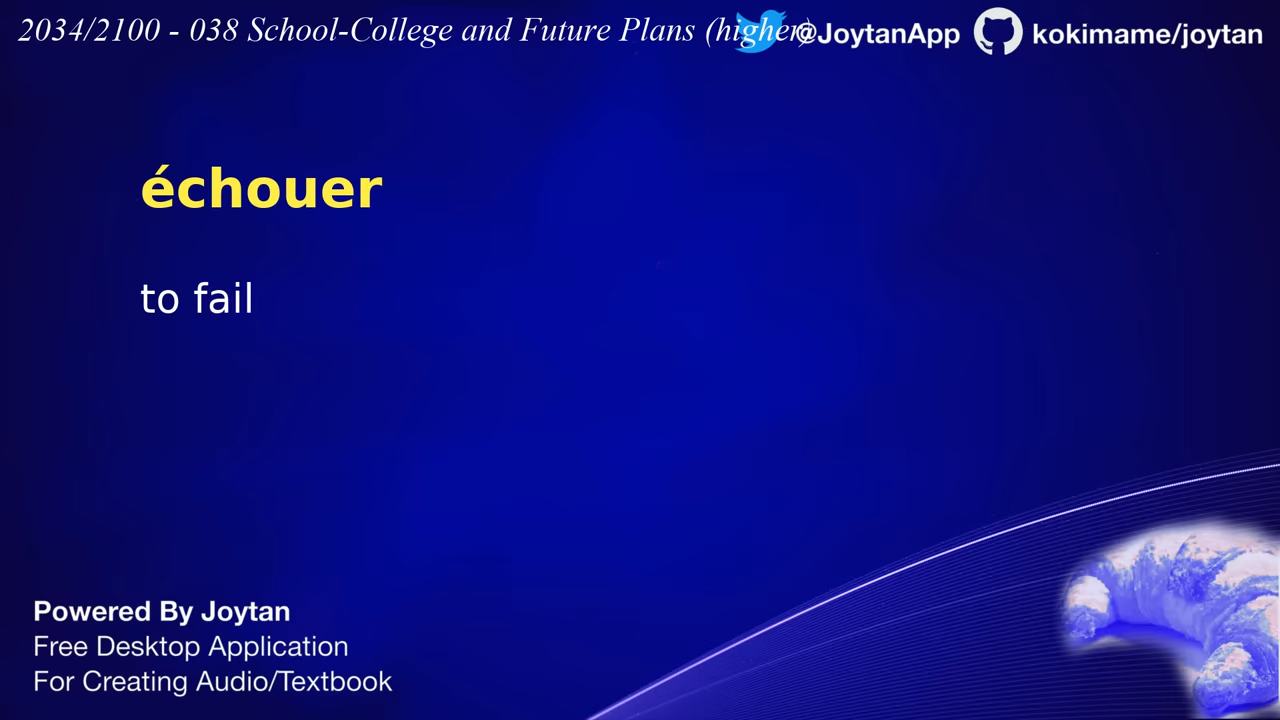 2034/2100 - 038 School-College and Future Plans (higher)
@JoytanApp
kokimame/joytan
échouer
to fail
Powered By Joytan
Free Desktop Application
For Creating Audio/Textbook